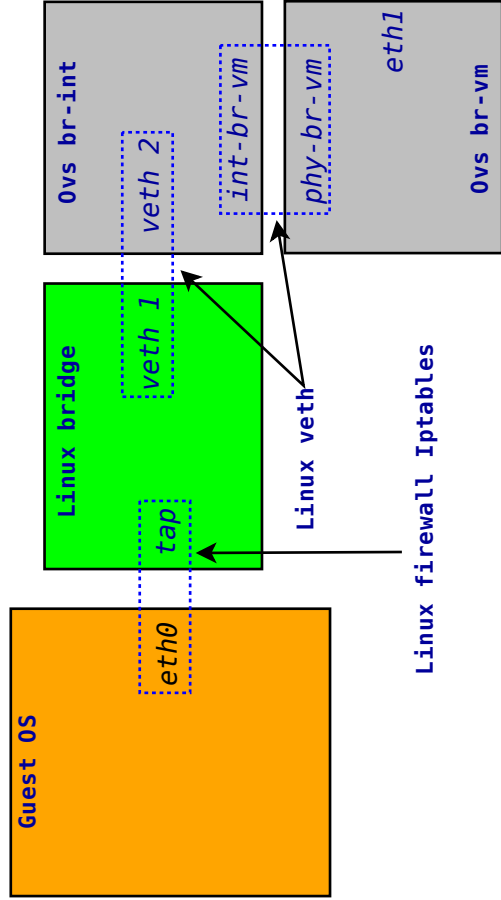 Guest OS
eth0
Linux bridge
tap
veth 1
Ovs br-int
veth 2
int-br-vm
phy-br-vm
eth1
Ovs br-vm
Linux veth
Linux firewall Iptables